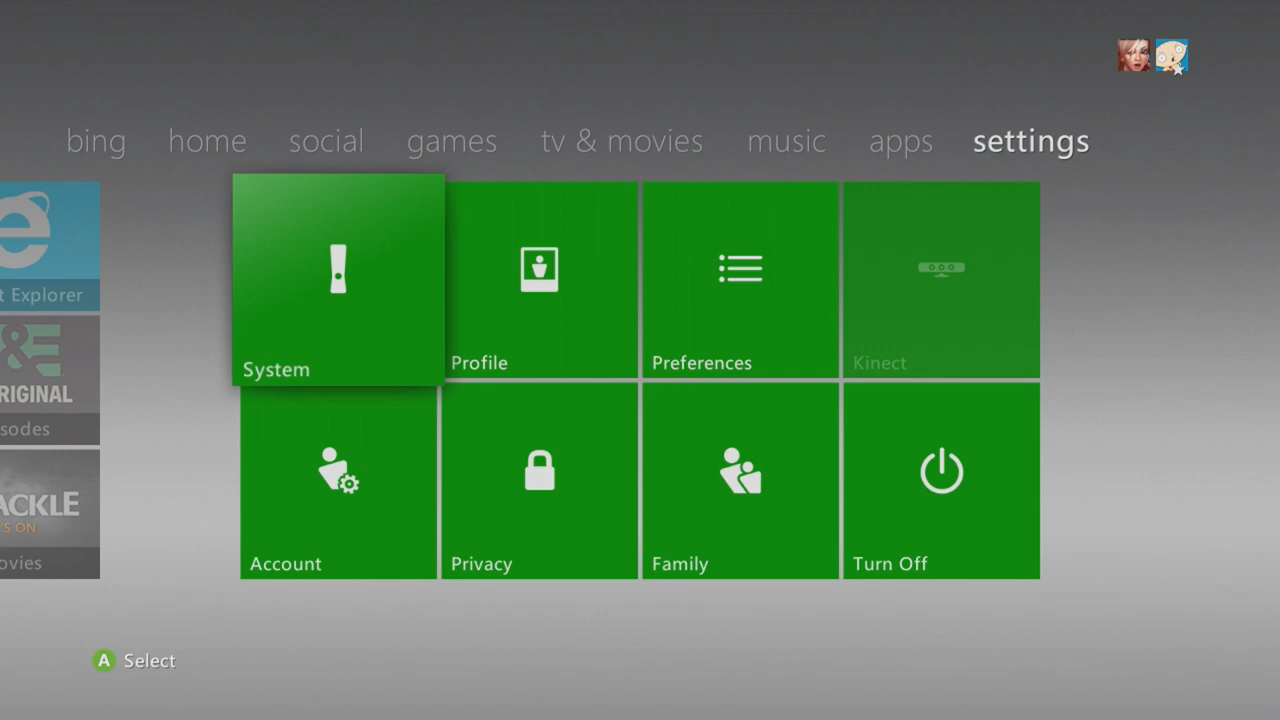 bing home social games tv & movies music apps settings
t Explorer
&E
RIGINAL
sodes
ACKLE
'S ON
ovies
System
Profile
Preferences
Kinect
Account
Privacy
Family
Turn Off
A Select